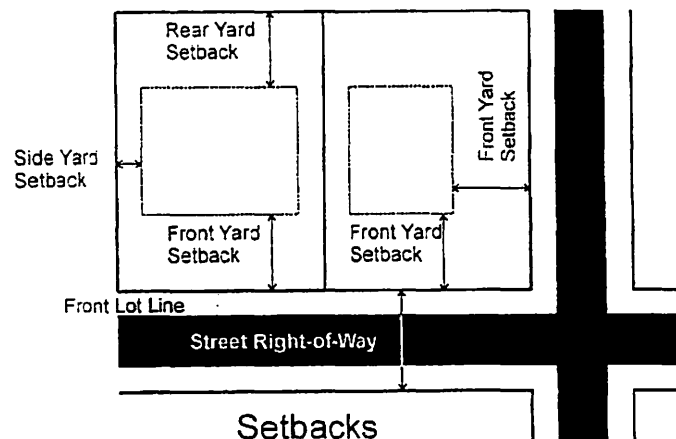 Rear Yard
Setback
Front Yard
Setback
Side Yard
Setback
Front Yard
Setback
Front Yard
Setback
Front Lot Line
Street Right-of-Way
Setbacks